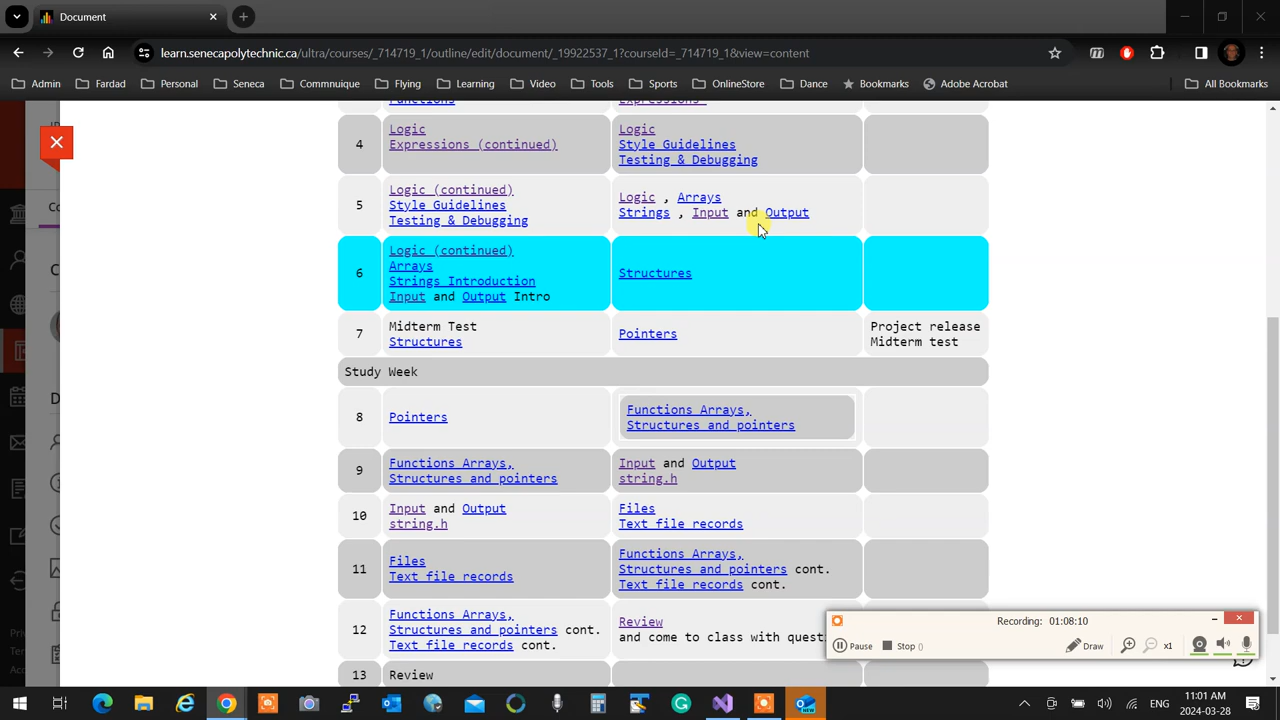 Document
learn.senecapolytechnic.ca/ultra/courses/_714719_1/outline/edit/document/_19922537_1?courseId=_714719_1&view=content
Admin Fardad Personal Seneca Commnuique Flying Learning Video Tools Sports OnlineStore Dance Bookmarks Adobe Acrobat All Bookmarks
Functions Expressions
4 Logic Logic
Expressions (continued) Style Guidelines
Testing & Debugging
5 Logic (continued) Logic , Arrays
Style Guidelines Strings , Input and Output
Testing & Debugging
6 Logic (continued)
Arrays Structures
Strings Introduction
Input and Output Intro
7 Midterm Test Pointers Project release
Structures Midterm test
Study Week
8 Pointers Functions Arrays,
Structures and pointers
9 Functions Arrays, Input and Output
Structures and pointers string.h
10 Input and Output Files
string.h Text file records
11 Files Functions Arrays,
Text file records Structures and pointers cont.
Text file records cont.
12 Functions Arrays, Review
Structures and pointers cont. and come to class with quest
Text file records cont.
13 Review
Recording: 01:08:10
Pause Stop () Draw x1
ENG
11:01 AM
2024-03-28